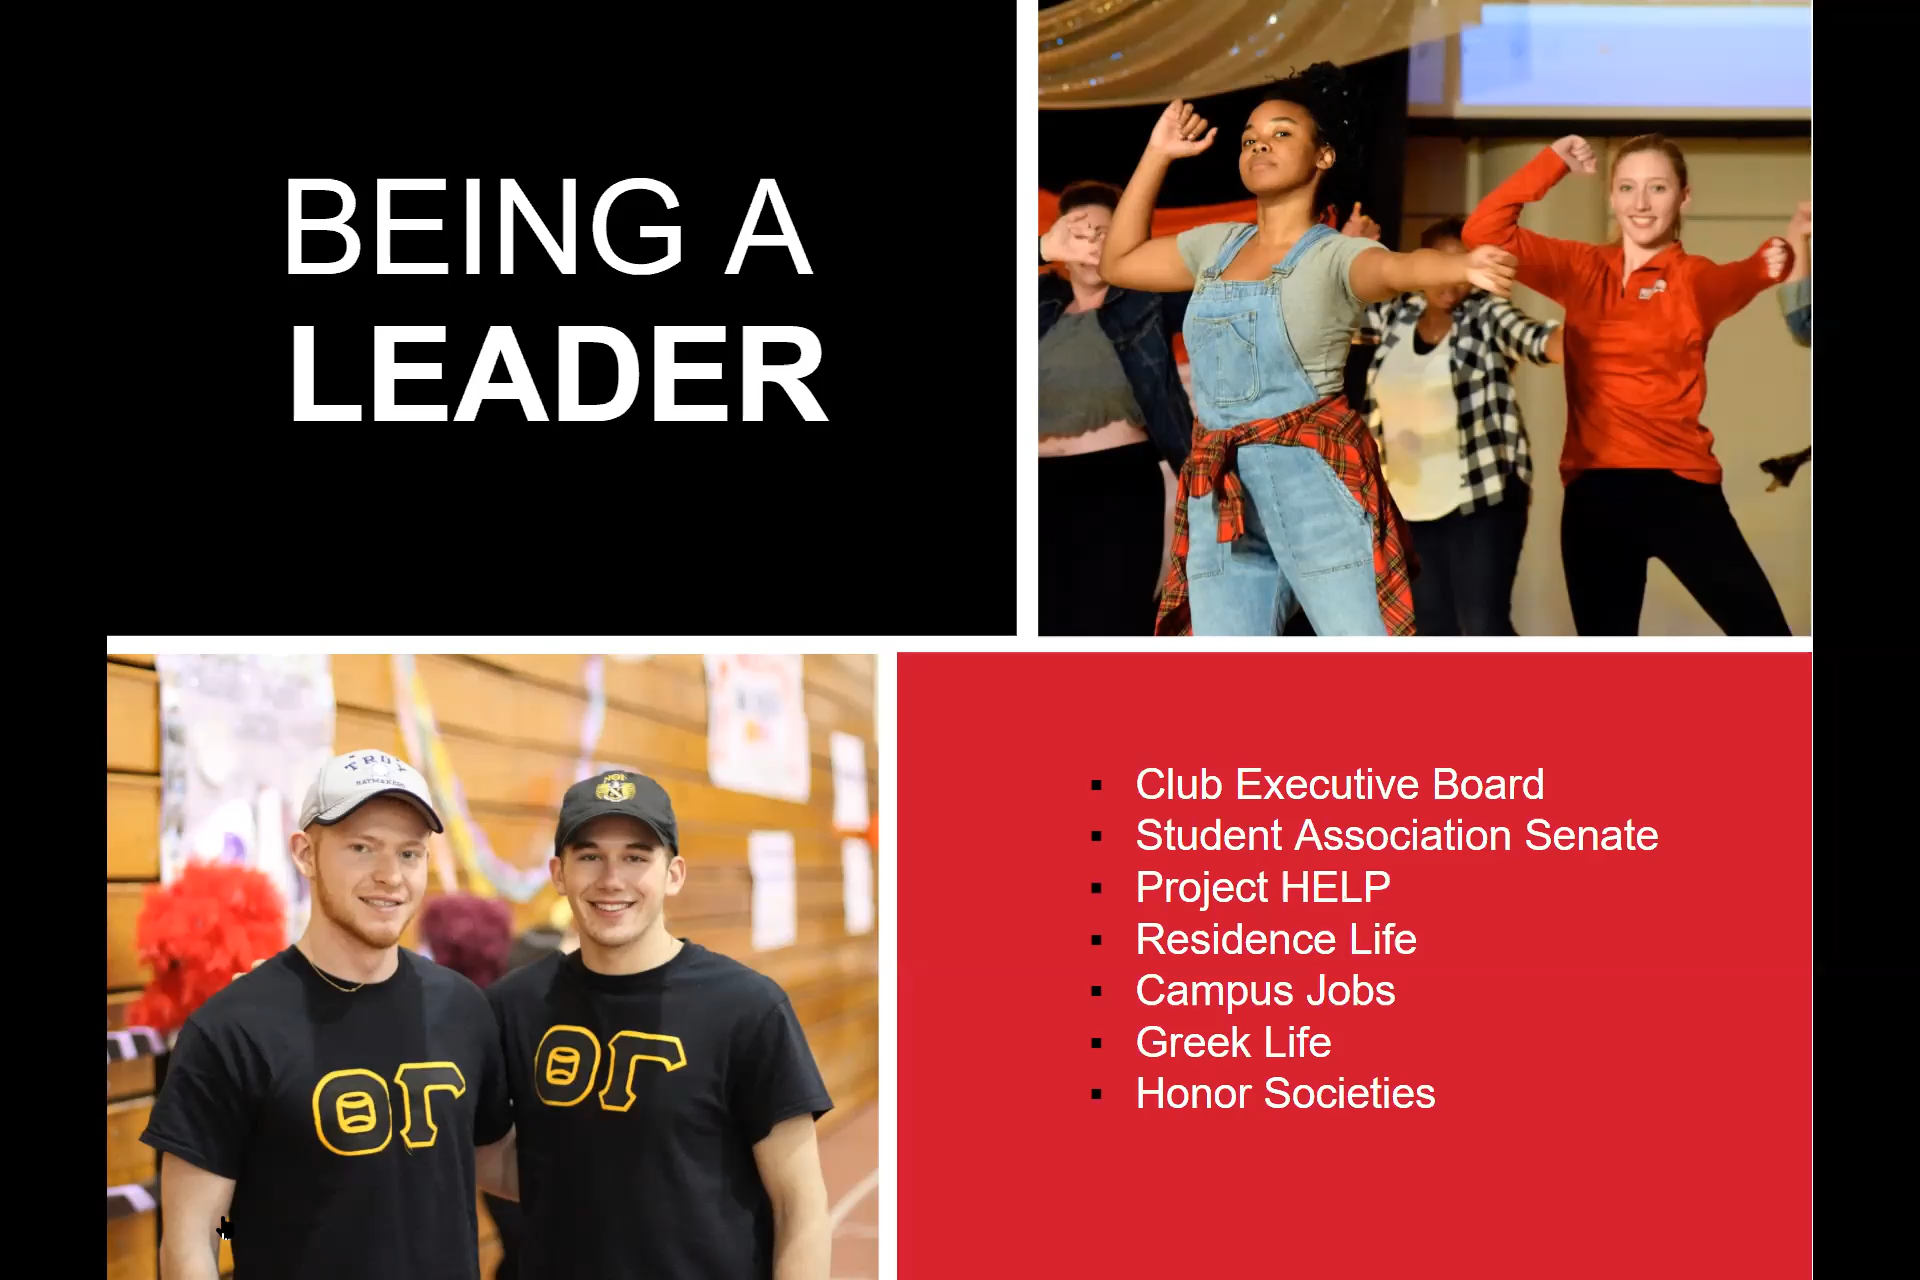 BEING A
LEADER
TROY
ΘΓ
ΘΓ
▪ Club Executive Board
▪ Student Association Senate
▪ Project HELP
▪ Residence Life
▪ Campus Jobs
▪ Greek Life
▪ Honor Societies